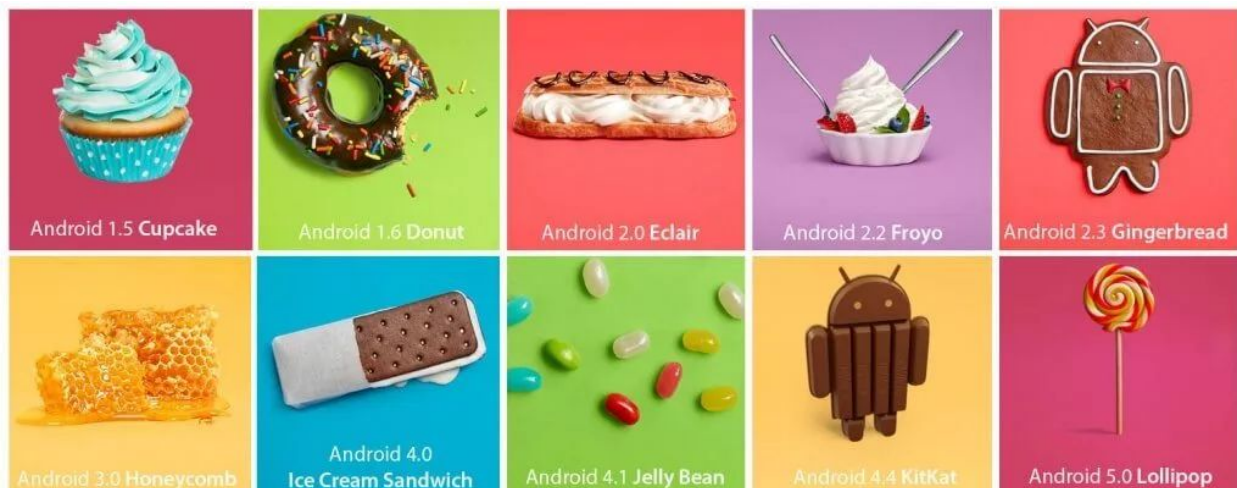 Android 1.5 Cupcake
Android 1.6 Donut
Android 2.0 Eclair
Android 2.2 Froyo
Android 2.3 Gingerbread
Android 3.0 Honeycomb
Android 4.0
Ice Cream Sandwich
Android 4.1 Jelly Bean
Android 4.4 KitKat
Android 5.0 Lollipop